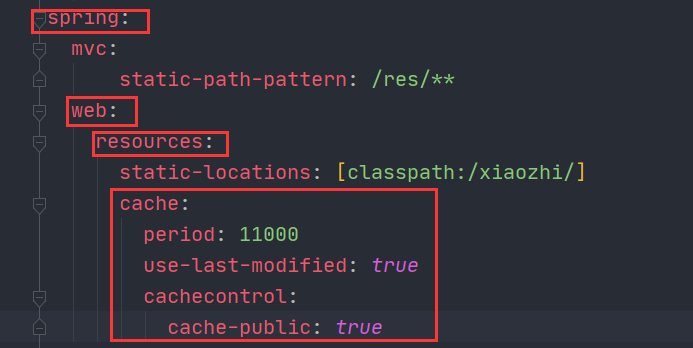 spring:
mvc:
static-path-pattern: /res/**
web:
resources:
static-locations: [classpath:/xiaozhi/]
cache:
period: 11000
use-last-modified: true
cachecontrol:
cache-public: true